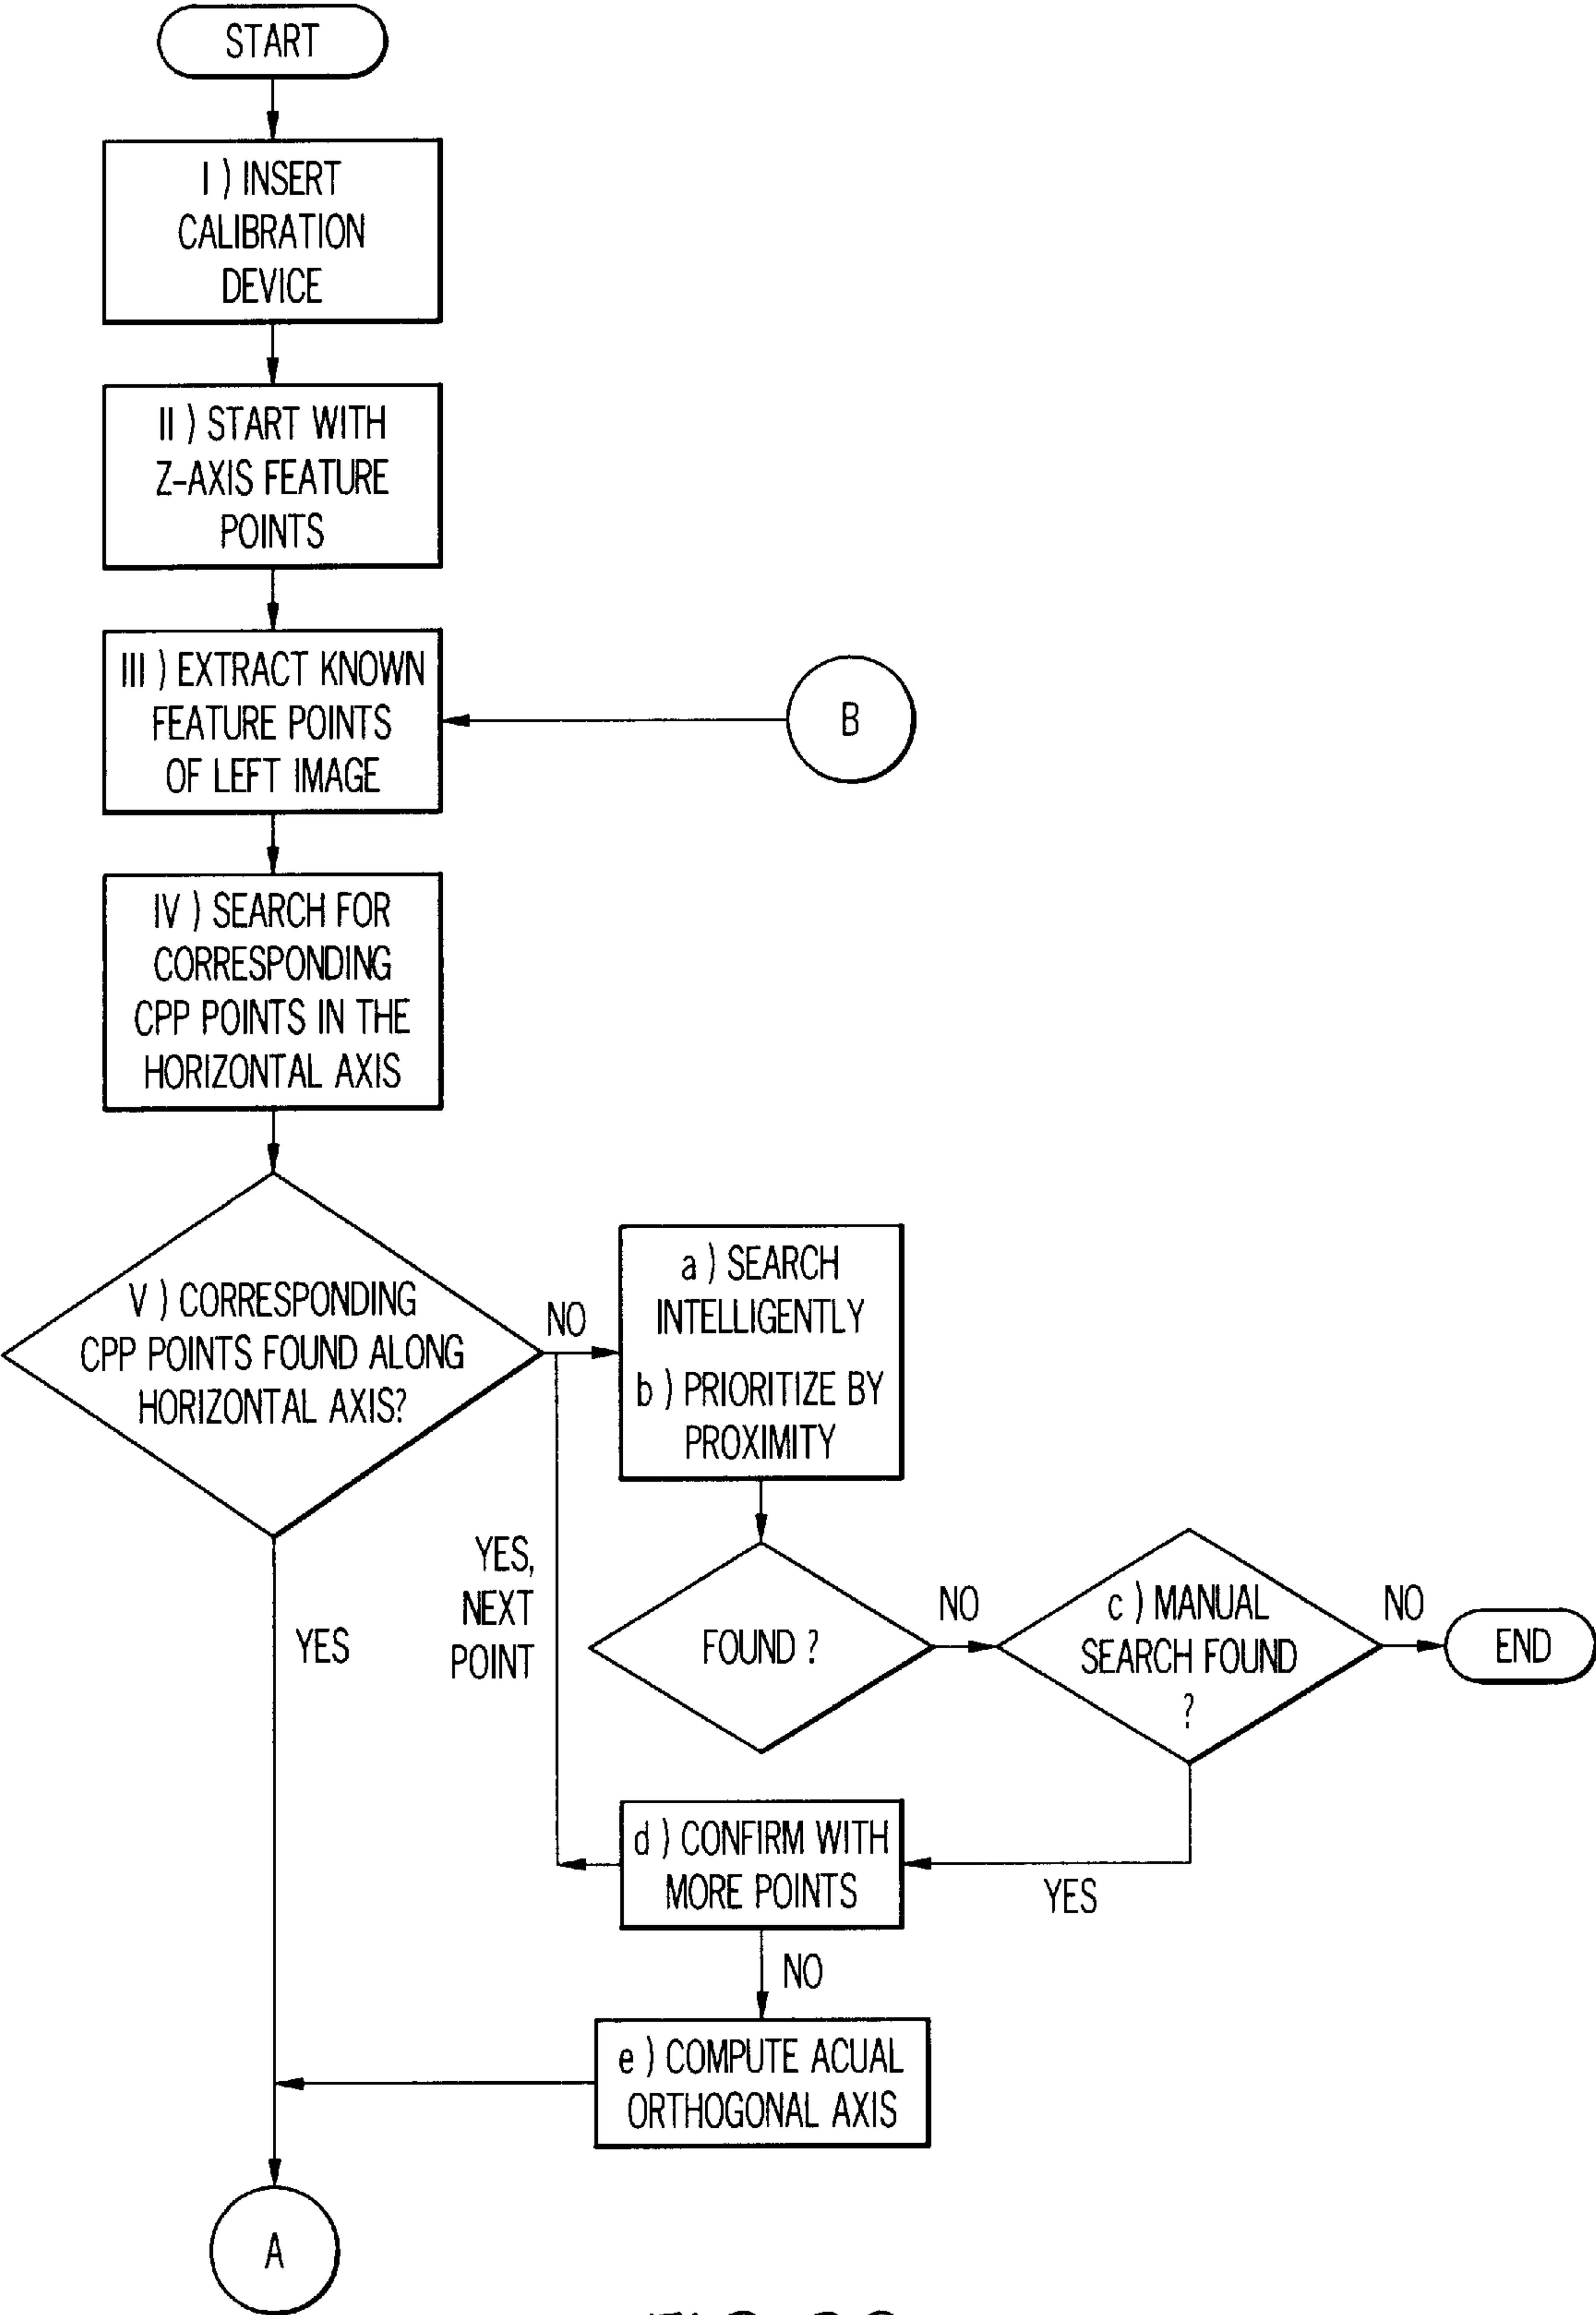 START
I ) INSERT
CALIBRATION
DEVICE
II ) START WITH
Z-AXIS FEATURE
POINTS
III ) EXTRACT KNOWN
FEATURE POINTS
OF LEFT IMAGE
B
IV ) SEARCH FOR
CORRESPONDING
CPP POINTS IN THE
HORIZONTAL AXIS
V ) CORRESPONDING
CPP POINTS FOUND ALONG
HORIZONTAL AXIS?
NO
a ) SEARCH
INTELLIGENTLY
b ) PRIORITIZE BY
PROXIMITY
YES,
NEXT
POINT
YES
FOUND ?
NO
c ) MANUAL
SEARCH FOUND
?
NO
END
d ) CONFIRM WITH
MORE POINTS
YES
NO
e ) COMPUTE ACUAL
ORTHOGONAL AXIS
A